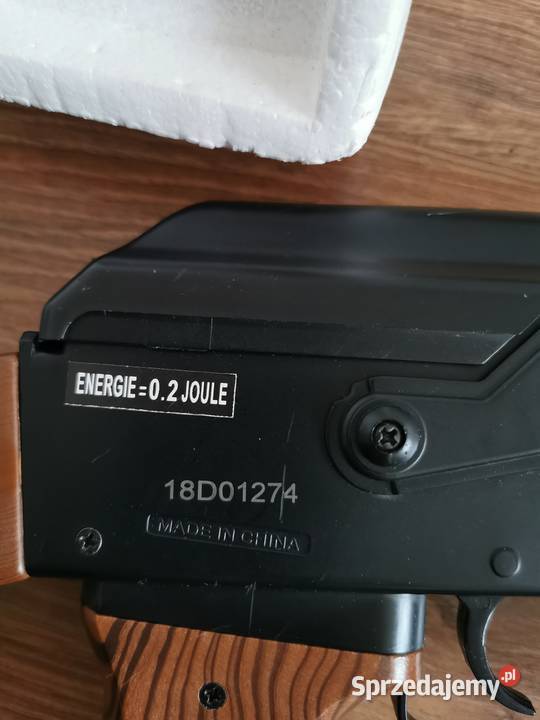 ENERGIE=0.2 JOULE
18D01274
MADE IN CHINA
Sprzedajemy.pl